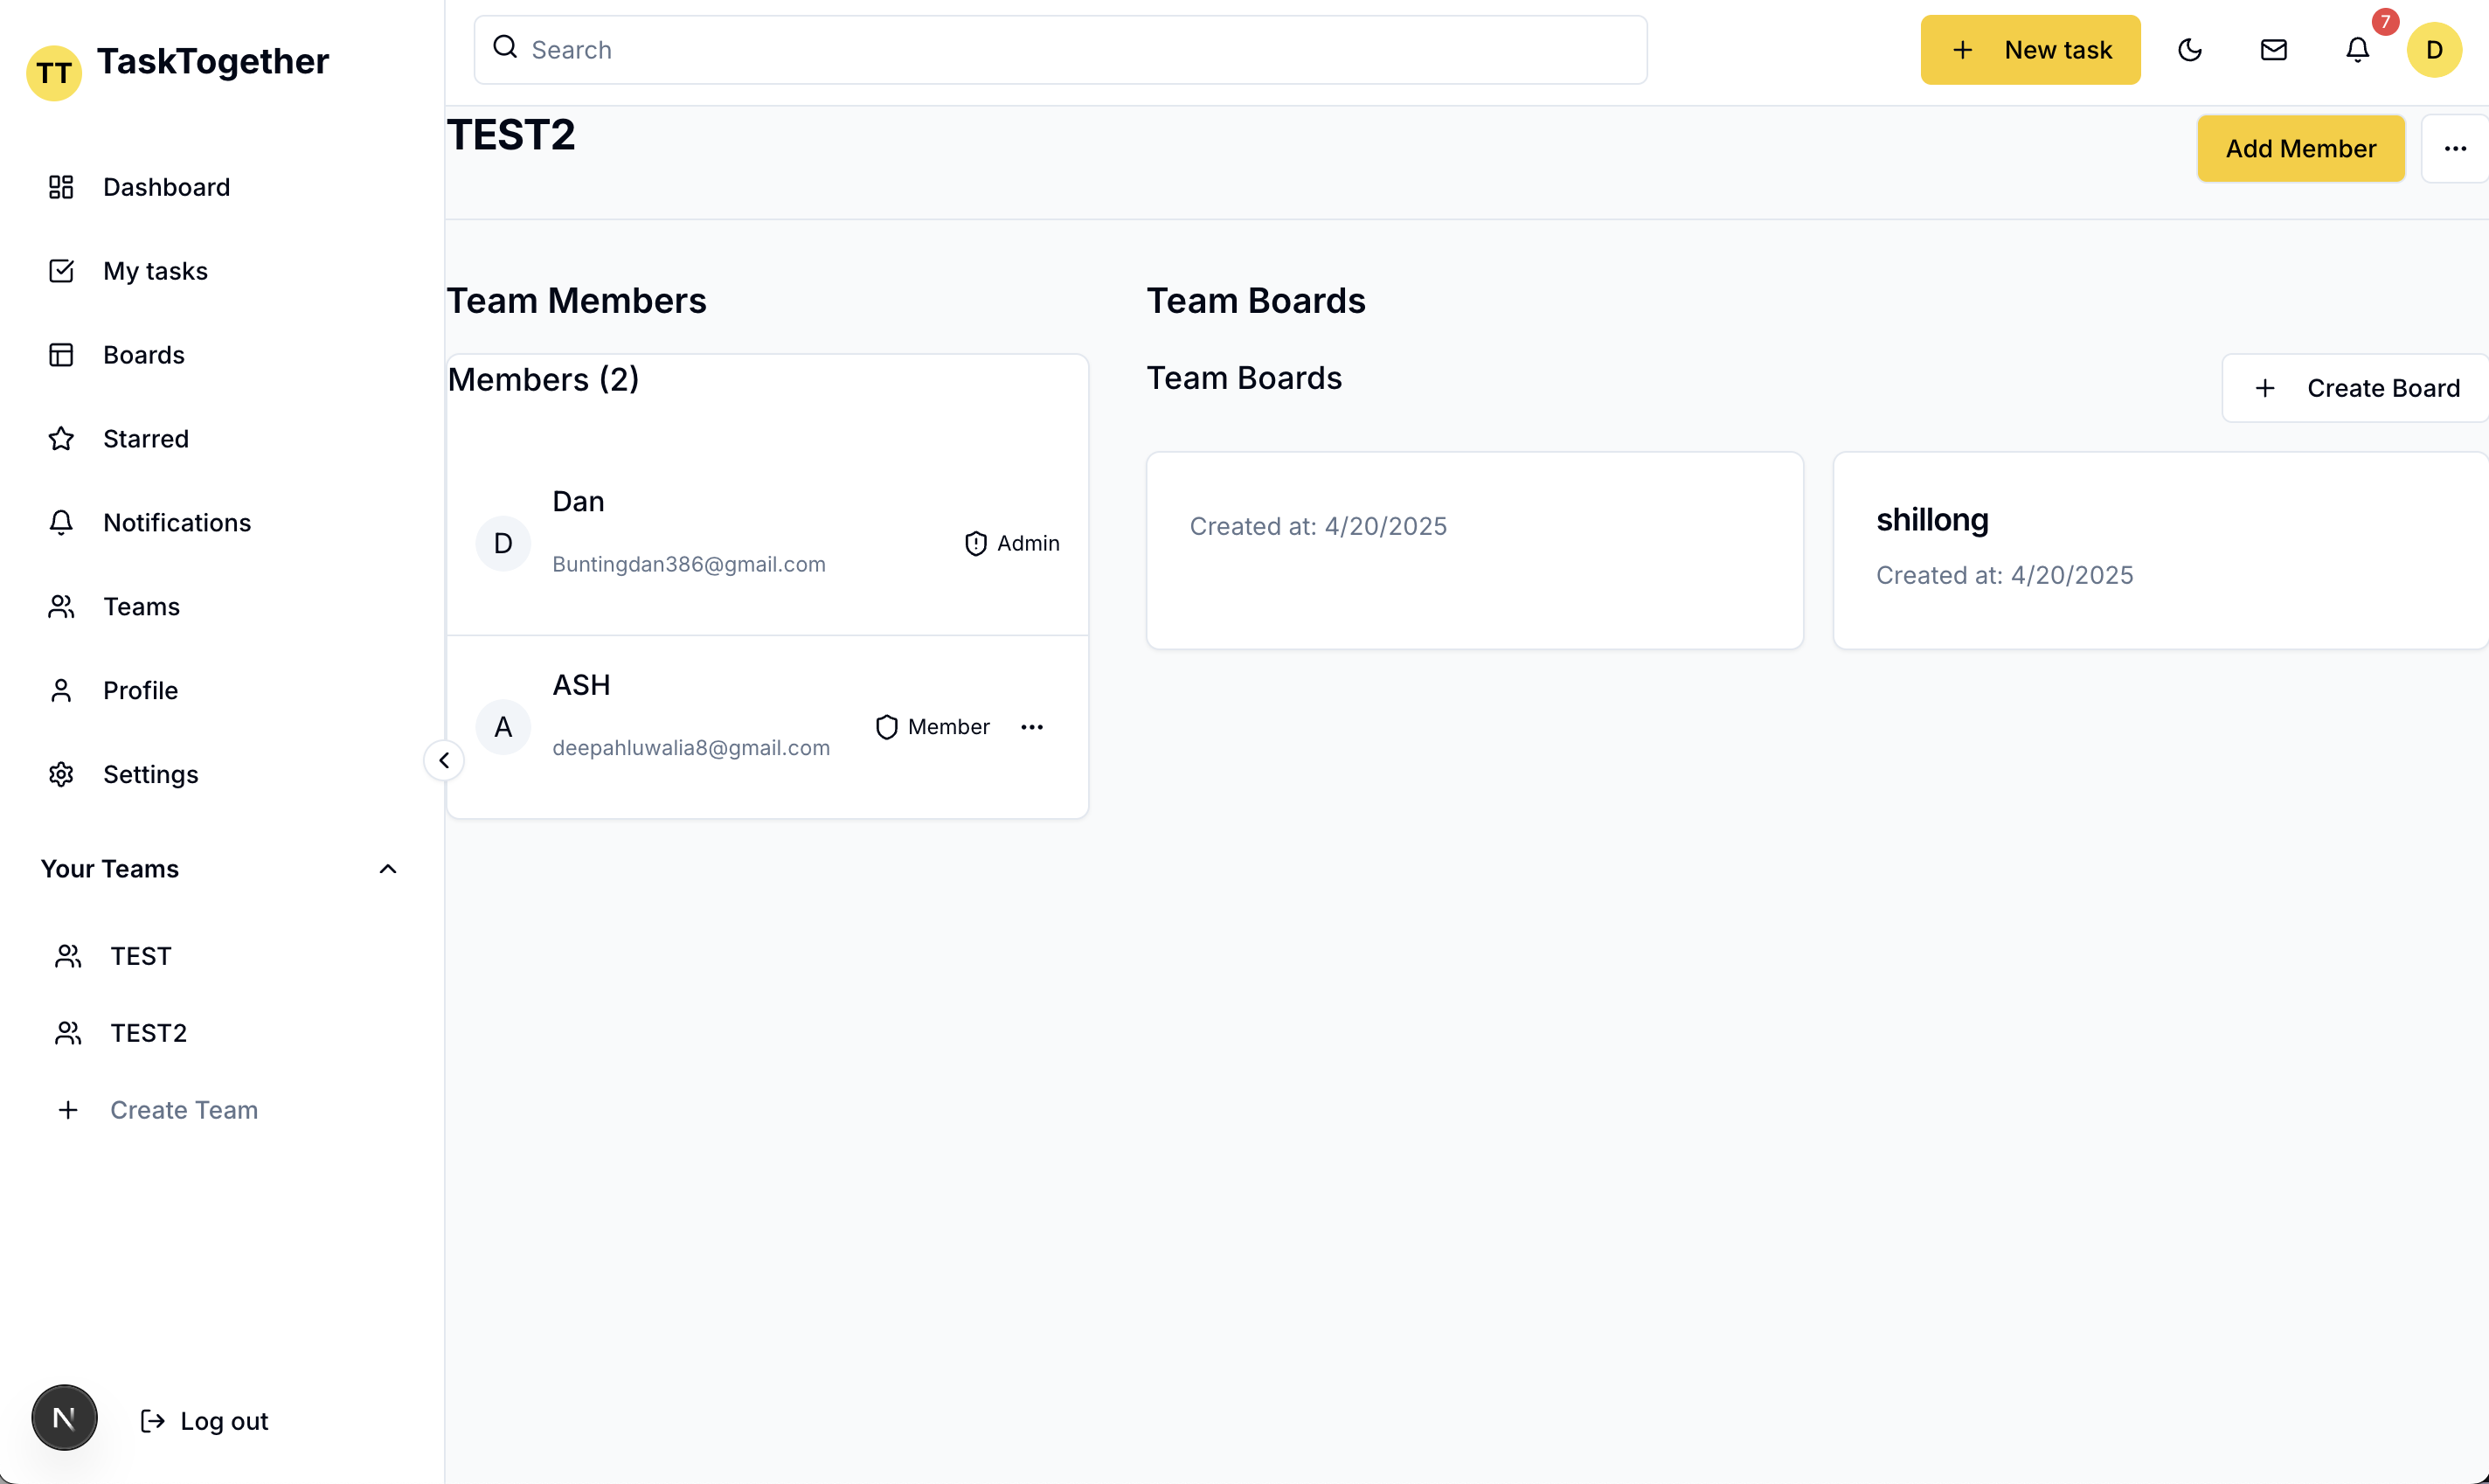 TT TaskTogether
Dashboard
My tasks
Boards
Starred
Notifications
Teams
Profile
Settings
Your Teams
TEST
TEST2
Create Team
N
Log out
Search
New task
7
D
TEST2
Add Member
Team Members
Members (2)
D
Dan
Buntingdan386@gmail.com
Admin
A
ASH
deepahluwalia8@gmail.com
Member
Team Boards
Team Boards
Create Board
Created at: 4/20/2025
shillong
Created at: 4/20/2025